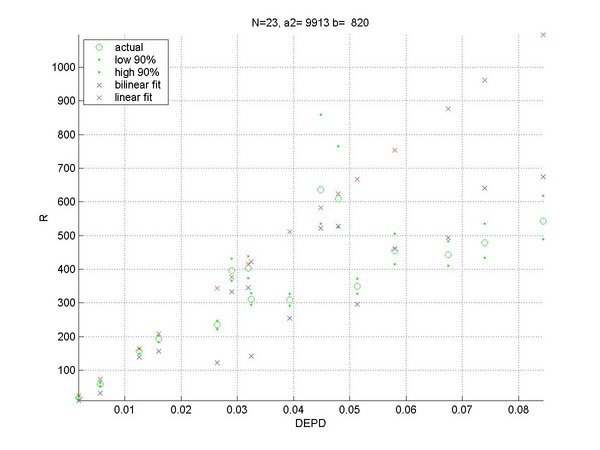 N=23, a2= 9913 b=  820
actual
low 90%
high 90%
bilinear fit
linear fit
1000
900
800
700
600
500
400
300
200
100
R
0.01 0.02 0.03 0.04 0.05 0.06 0.07 0.08
DEPD